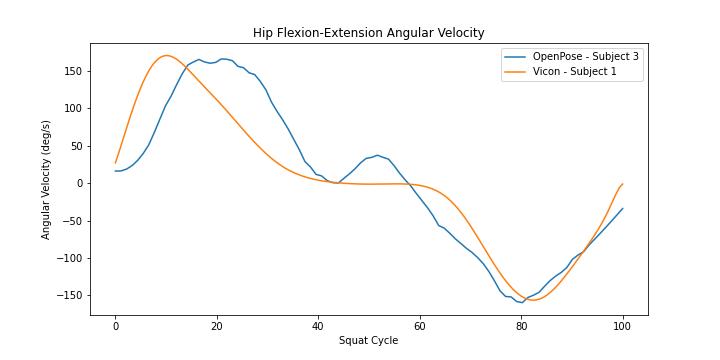 Hip Flexion-Extension Angular Velocity
OpenPose - Subject 3
Vicon - Subject 1
Angular Velocity (deg/s)
150
100
50
0
−50
−100
−150
0 20 40 60 80 100
Squat Cycle